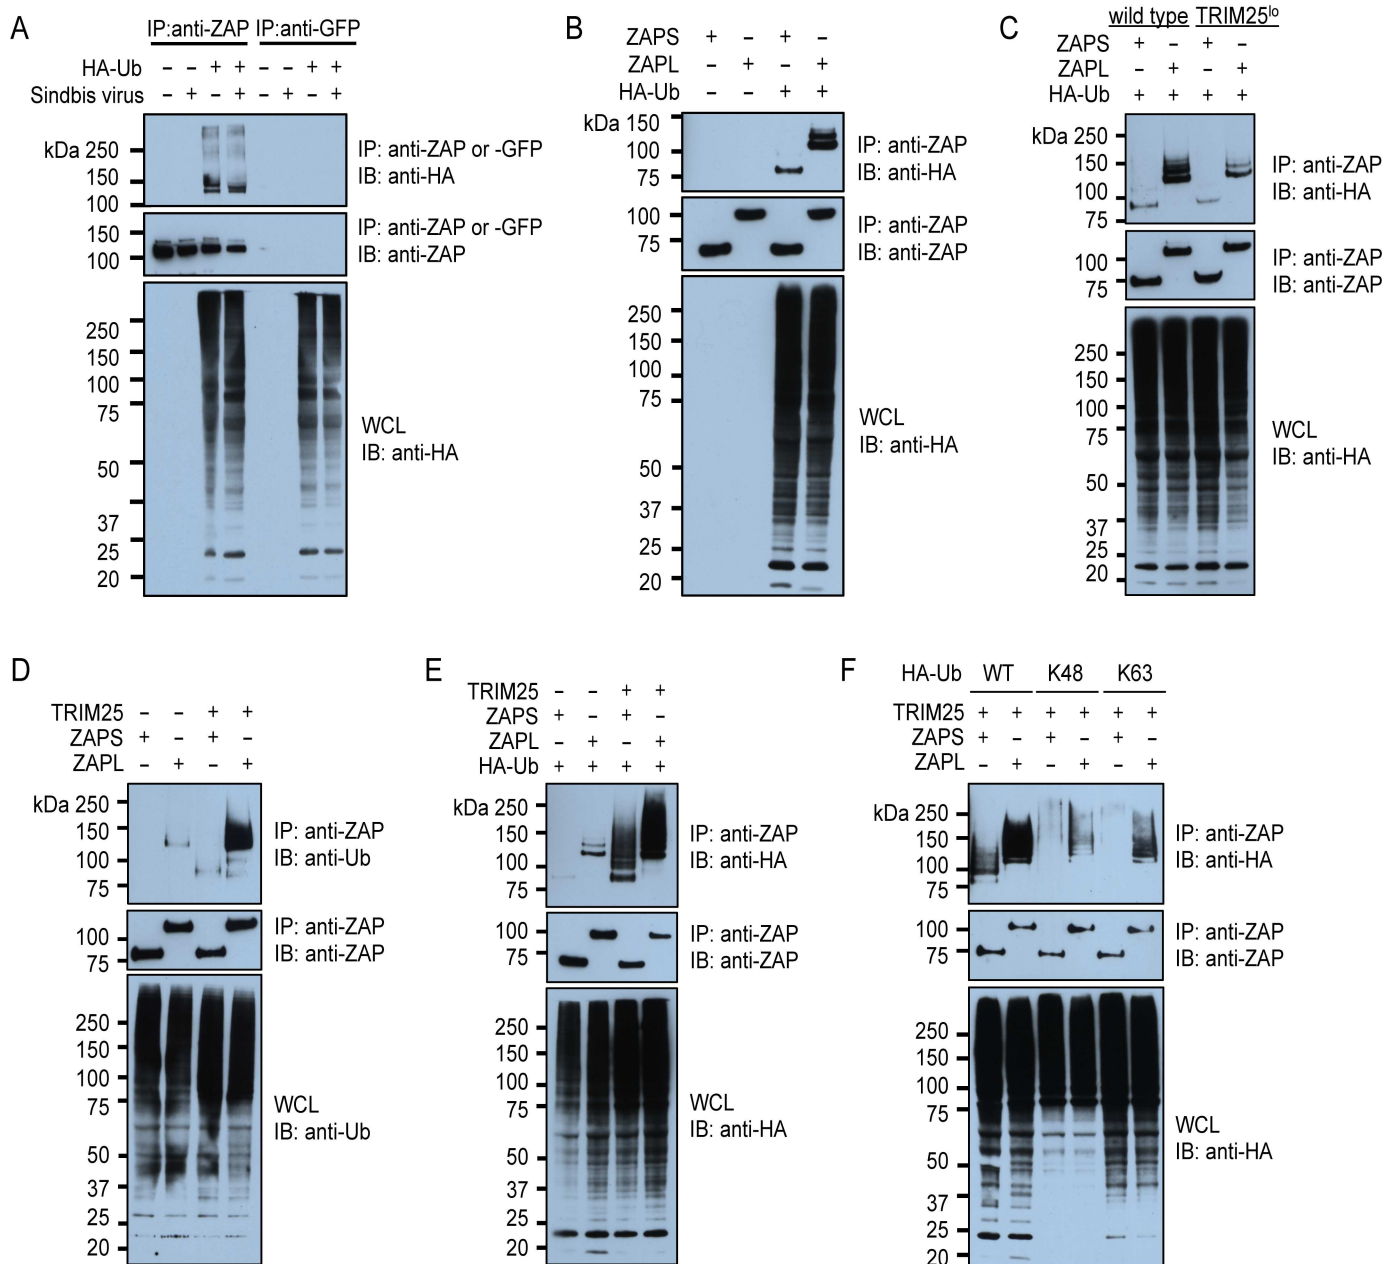 A
IP:anti-ZAP IP:anti-GFP
HA-Ub – – + + – – + +
Sindbis virus – + – + – + – +
kDa 250
150
100
IP: anti-ZAP or -GFP
IB: anti-HA
150
100
IP: anti-ZAP or -GFP
IB: anti-ZAP
250
150
100
75
50
37
25
20
WCL
IB: anti-HA
B
ZAPS + – + –
ZAPL – + – +
HA-Ub – – + +
kDa 150
100
75
IP: anti-ZAP
IB: anti-HA
100
75
IP: anti-ZAP
IB: anti-ZAP
250
150
100
75
50
37
25
20
WCL
IB: anti-HA
C
wild type TRIM25lo
ZAPS + – + –
ZAPL – + – +
HA-Ub + + + +
kDa 250
150
100
75
IP: anti-ZAP
IB: anti-HA
100
75
IP: anti-ZAP
IB: anti-ZAP
250
150
100
75
50
37
25
20
WCL
IB: anti-HA
D
TRIM25 – – + +
ZAPS + – + –
ZAPL – + – +
kDa 250
150
100
75
IP: anti-ZAP
IB: anti-Ub
100
75
IP: anti-ZAP
IB: anti-ZAP
250
150
100
75
50
37
25
20
WCL
IB: anti-Ub
E
TRIM25 – – + +
ZAPS + – + –
ZAPL – + – +
HA-Ub + + + +
kDa 250
150
100
75
IP: anti-ZAP
IB: anti-HA
100
75
IP: anti-ZAP
IB: anti-ZAP
250
150
100
75
50
37
25
20
WCL
IB: anti-HA
F
HA-Ub WT K48 K63
TRIM25 + + + + + +
ZAPS + – + – + –
ZAPL – + – + – +
kDa 250
150
100
75
IP: anti-ZAP
IB: anti-HA
100
75
IP: anti-ZAP
IB: anti-ZAP
250
150
100
75
50
37
25
20
WCL
IB: anti-HA